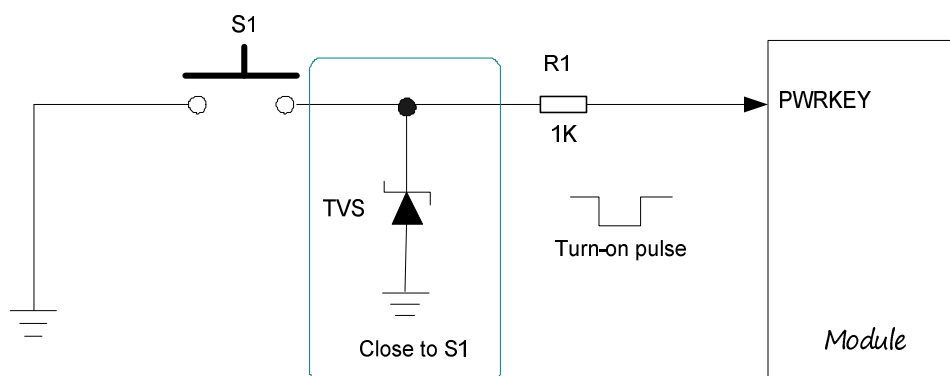 S1
R1
PWRKEY
1K
TVS
Turn-on pulse
Close to S1
Module